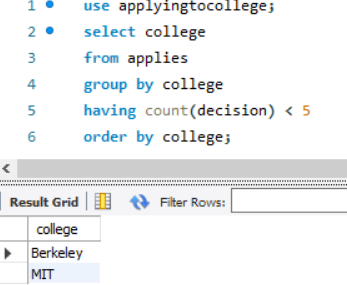 1 use applyingtocollege;
2 select college
3 from applies
4 group by college
5 having count(decision) < 5
6 order by college;
Result Grid Filter Rows:
college
Berkeley
MIT